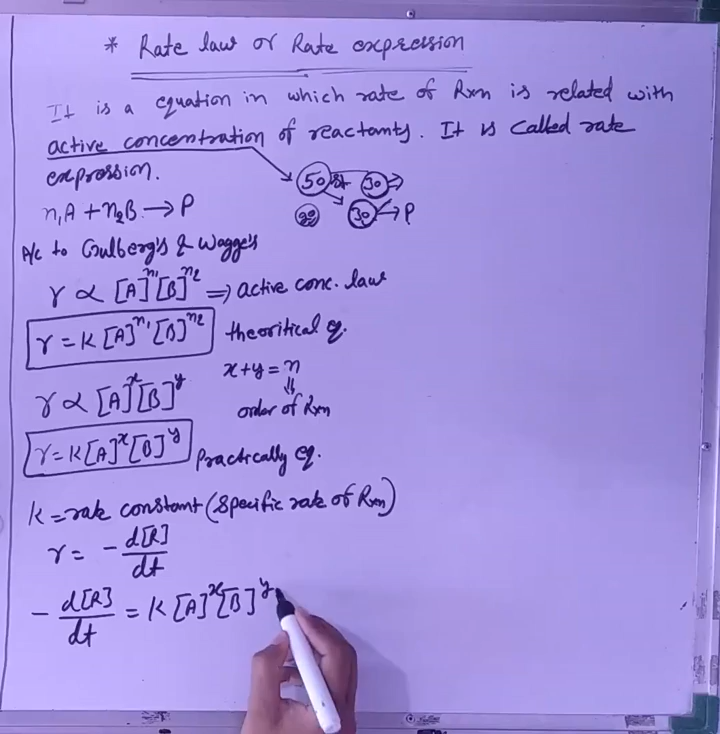 * Rate law or Rate expression
It is a equation in which rate of Rxn is related with
active concentration of reactants. It is Called rate
expression.
50 30
n₁A + n₂B → P
30 → P
A/c to Gulberg's & Wagge's
r ∝ [A]^n₁ [B]^n₂ ⇒ active conc. law
r = K [A]^n₁ [B]^n₂ theoritical eq.
x+y = n
⇓
r ∝ [A]^x [B]^y
order of Rxn
r = K[A]^x [B]^y Practically eq.
K = rate constant (Specific rate of Rxn)
r = - d[R]/dt
- d[R]/dt = K [A]^x [B]^y